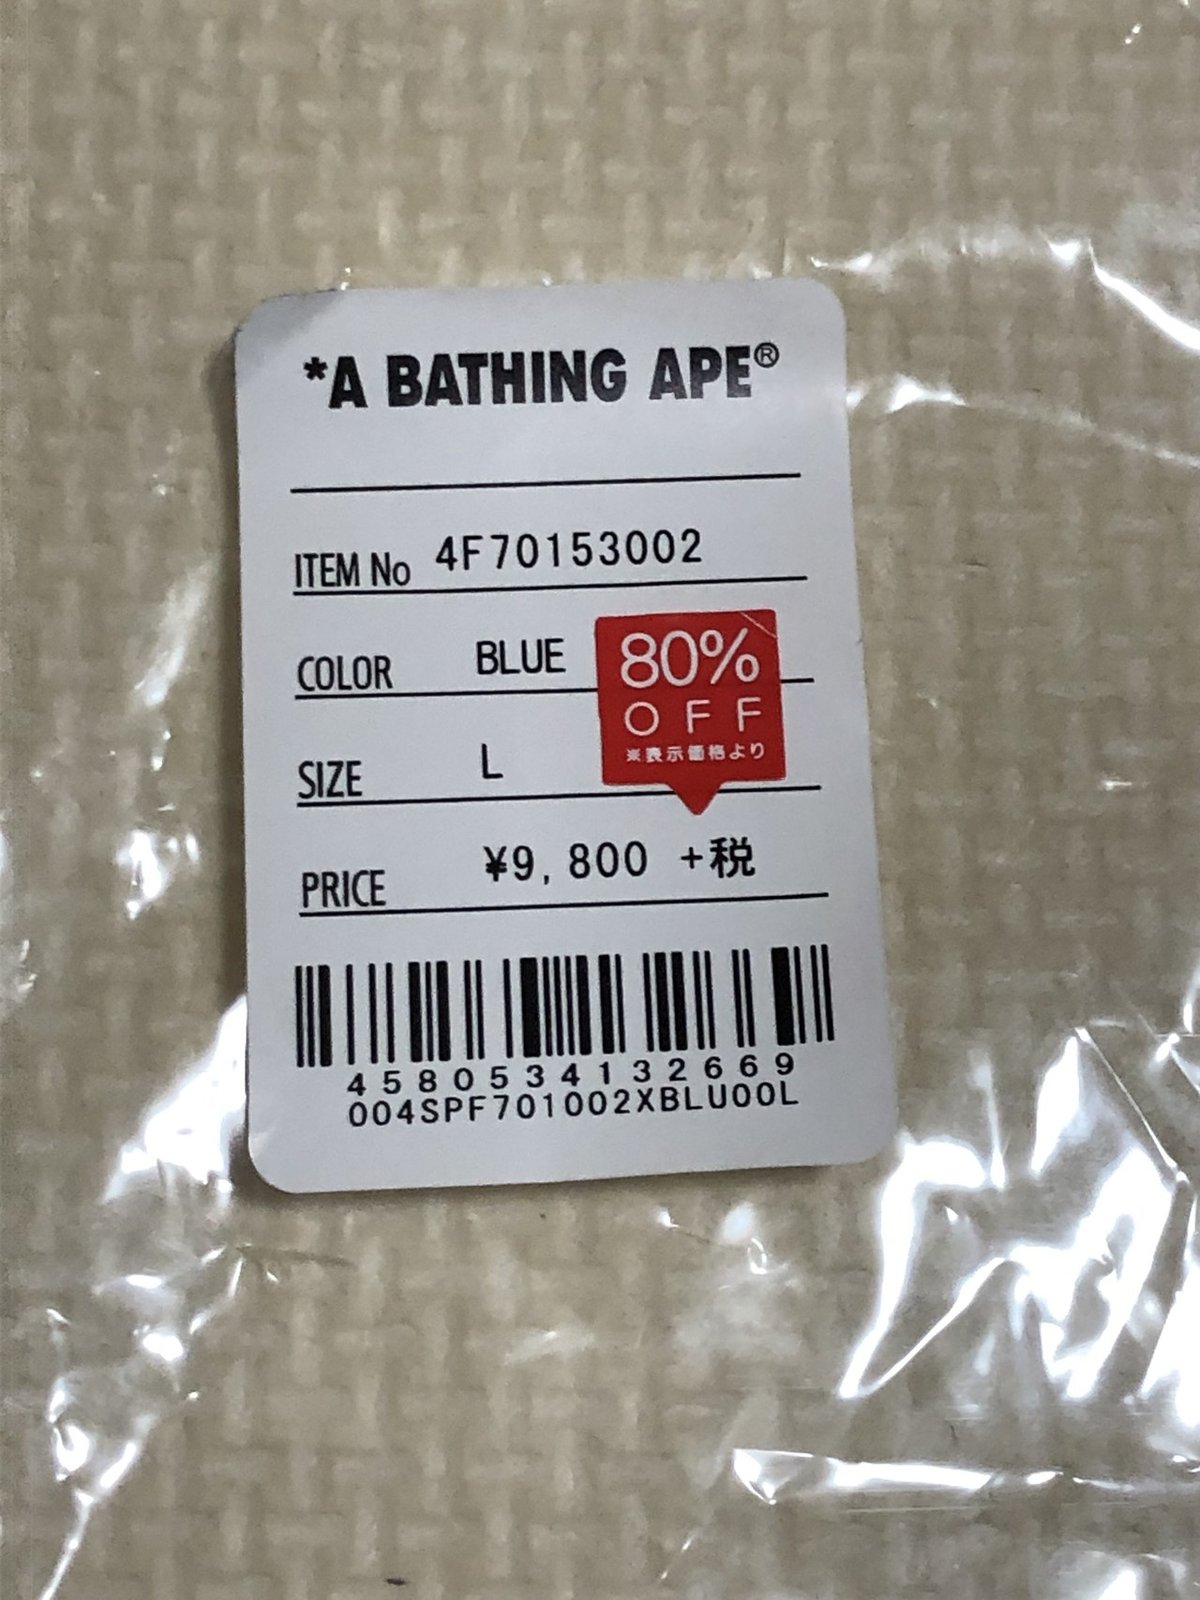 *A BATHING APE®
ITEM No 4F70153002
COLOR BLUE
80%
OFF
※表示価格より
SIZE L
PRICE ¥9,800 +税
4580534132669
004SPF701002XBLU00L